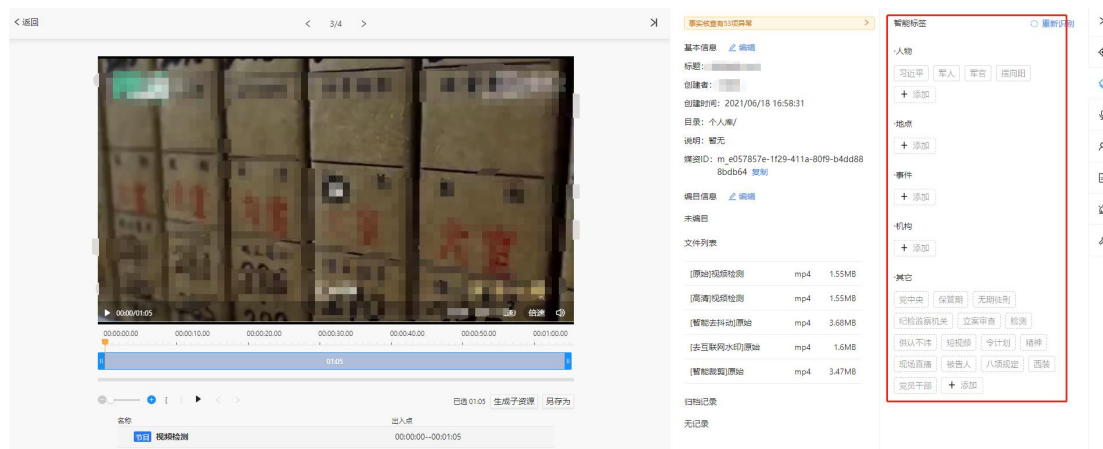 返回
3/4
事实核查有53项异常
基本信息 编辑
标题:
创建者:
创建时间: 2021/06/18 16:58:31
目录: 个人库/
说明: 暂无
媒资ID: m_e057857e-1f29-411a-80f9-b4dd88
8bdb64 复制
编目信息 编辑
未编目
文件列表
[原始]视频检测 mp4 1.55MB
[高清]视频检测 mp4 1.55MB
[智能去抖动]原始 mp4 3.68MB
[去互联网水印]原始 mp4 1.6MB
[智能裁剪]原始 mp4 3.47MB
归档记录
无记录
智能标签 重新识别
·人物
习近平 军人 军官 摆向阳
+ 添加
·地点
+ 添加
·事件
+ 添加
·机构
+ 添加
·其它
党中央 保管期 无期徒刑
纪检监察机关 立案审查 检测
供认不讳 短视频 令计划 精神
现场直播 被告人 八项规定 西装
党员干部 + 添加
00:00/01:05 倍速
00:00:00:00 00:00:10:00 00:00:20:00 00:00:30:00 00:00:40:00 00:00:50:00 00:01:00:00
01:05
已选 01:05 生成子资源 另存为
名称 出入点
节目 视频检测 00:00:00--00:01:05